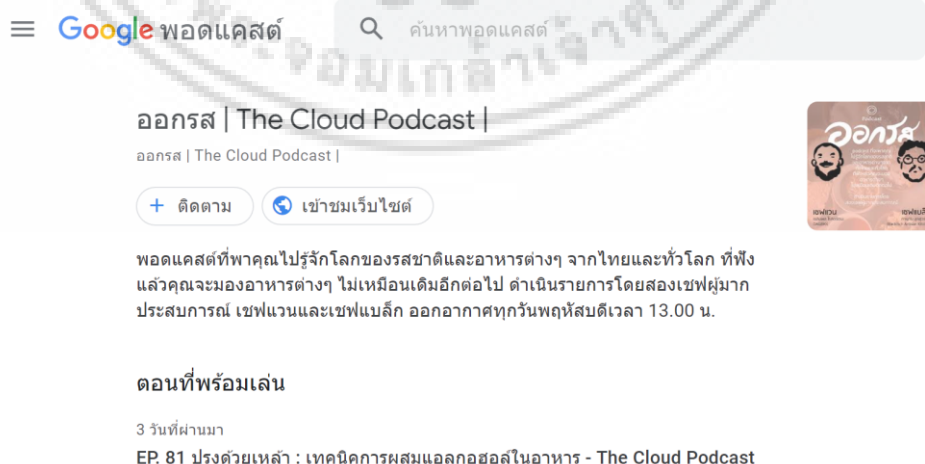 Google พอดแคสต์
ค้นหาพอดแคสต์
จอมเกล้าเจ้า
ออกรส | The Cloud Podcast |
ออกรส | The Cloud Podcast |
+ ติดตาม
เข้าชมเว็บไซต์
ออกรส
เชฟแวน
พอดแคสต์ที่พาคุณไปรู้จักโลกของรสชาติและอาหารต่างๆ จากไทยและทั่วโลก ที่ฟัง
แล้วคุณจะมองอาหารต่างๆ ไม่เหมือนเดิมอีกต่อไป ดำเนินรายการโดยสองเชฟผู้มาก
ประสบการณ์ เชฟแวนและเชฟแบล็ก ออกอากาศทุกวันพฤหัสบดีเวลา 13.00 น.
ตอนที่พร้อมเล่น
3 วันที่ผ่านมา
EP. 81 ปรุงด้วยเหล้า : เทคนิคการผสมแอลกอฮอล์ในอาหาร - The Cloud Podcast